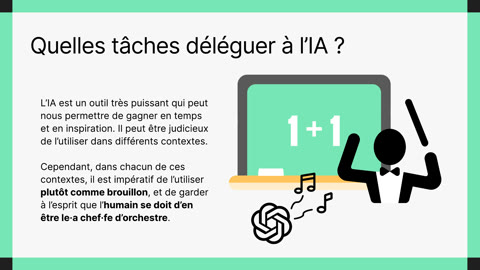 Quelles tâches déléguer à l'IA ?
L'IA est un outil très puissant qui peut
nous permettre de gagner en temps
et en inspiration. Il peut être judicieux
de l'utiliser dans différents contextes.
Cependant, dans chacun de ces
contextes, il est impératif de l'utiliser
plutôt comme brouillon, et de garder
à l'esprit que l'humain se doit d'en
être le·a chef·fe d'orchestre.
1+1